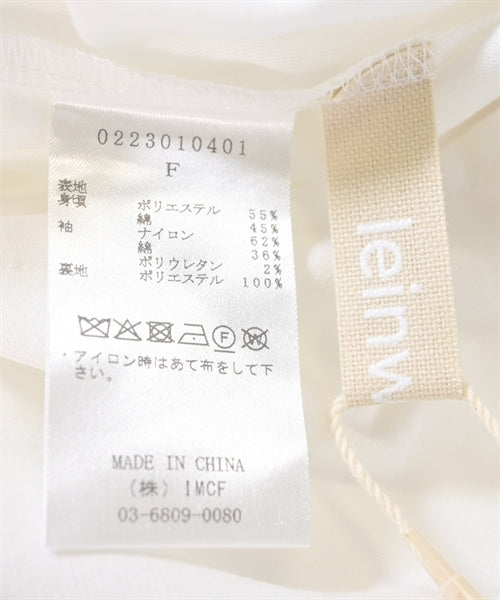 0223010401
F
表地
身頃 ポリエステル 55%
綿 45%
袖 ナイロン 62%
綿 36%
ポリウレタン 2%
裏地 ポリエステル 100%
F W
・アイロン時はあて布をして下
さい。
MADE IN CHINA
(株) IMCF
03-6809-0080
leinw